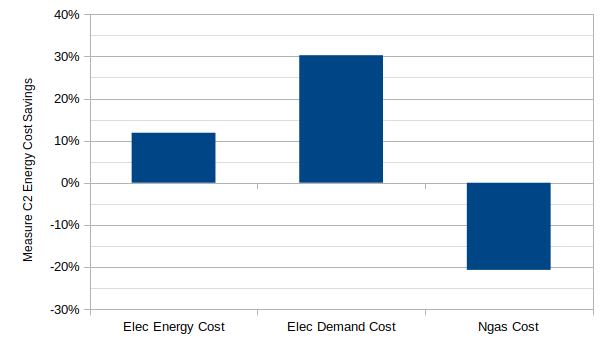 Measure C2 Energy Cost Savings
40%
30%
20%
10%
0%
-10%
-20%
-30%
Elec Energy Cost
Elec Demand Cost
Ngas Cost